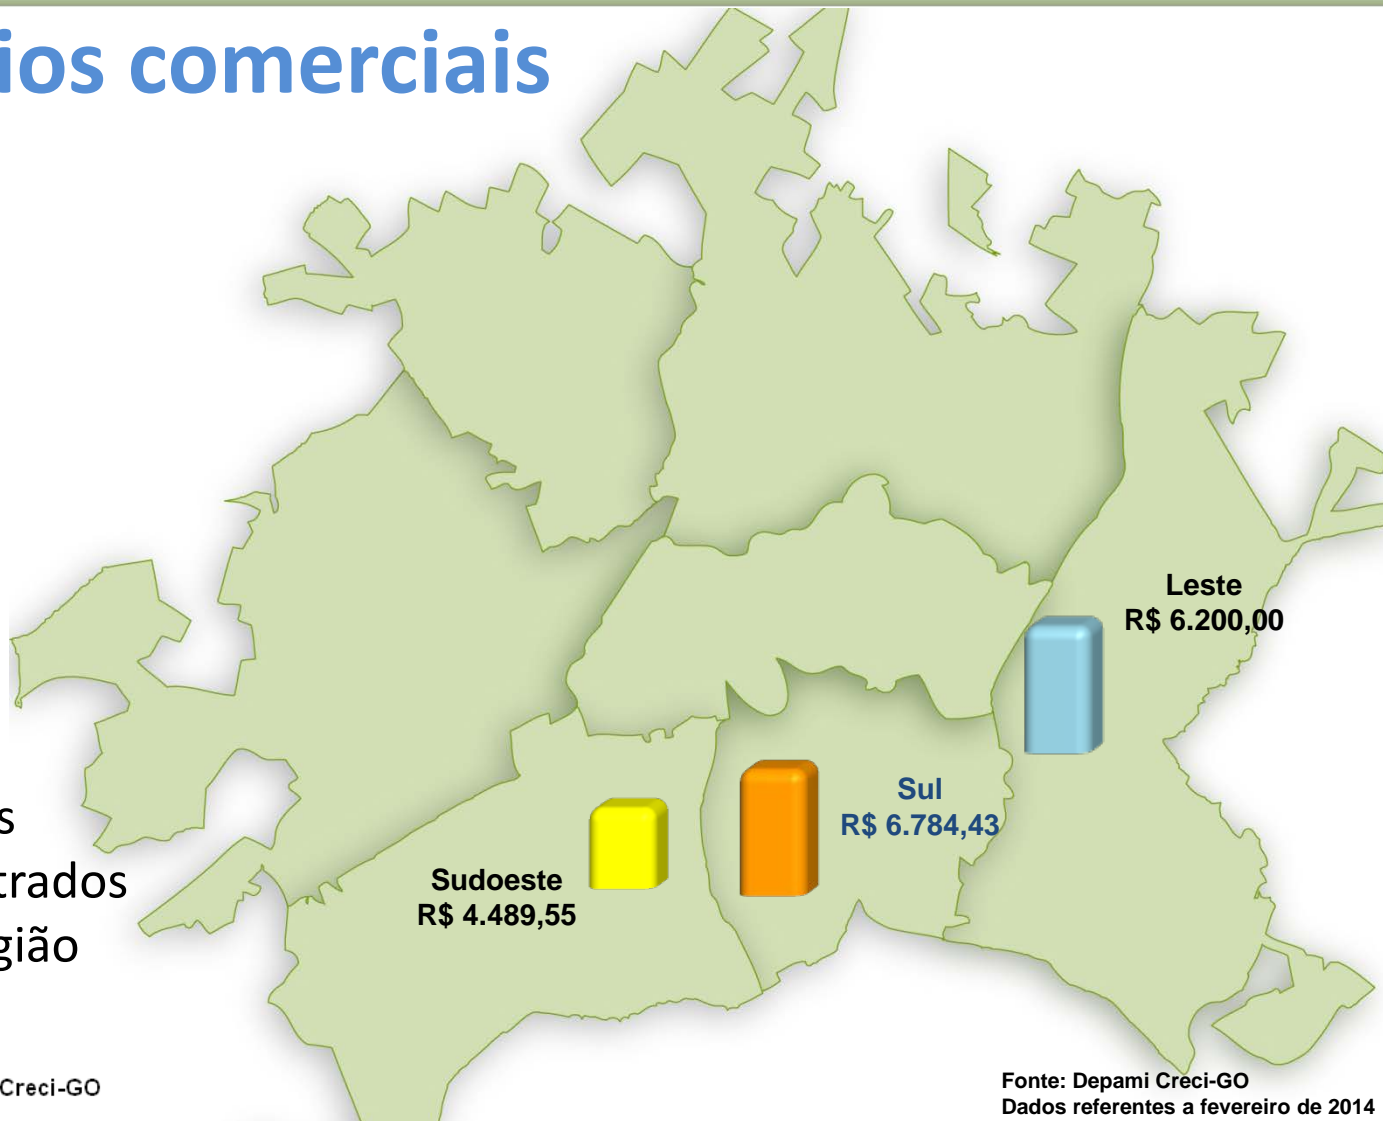 ios comerciais
Leste
R$ 6.200,00
Sul
R$ 6.784,43
Sudoeste
R$ 4.489,55
s
trados
gião
Creci-GO
Fonte: Depami Creci-GO
Dados referentes a fevereiro de 2014